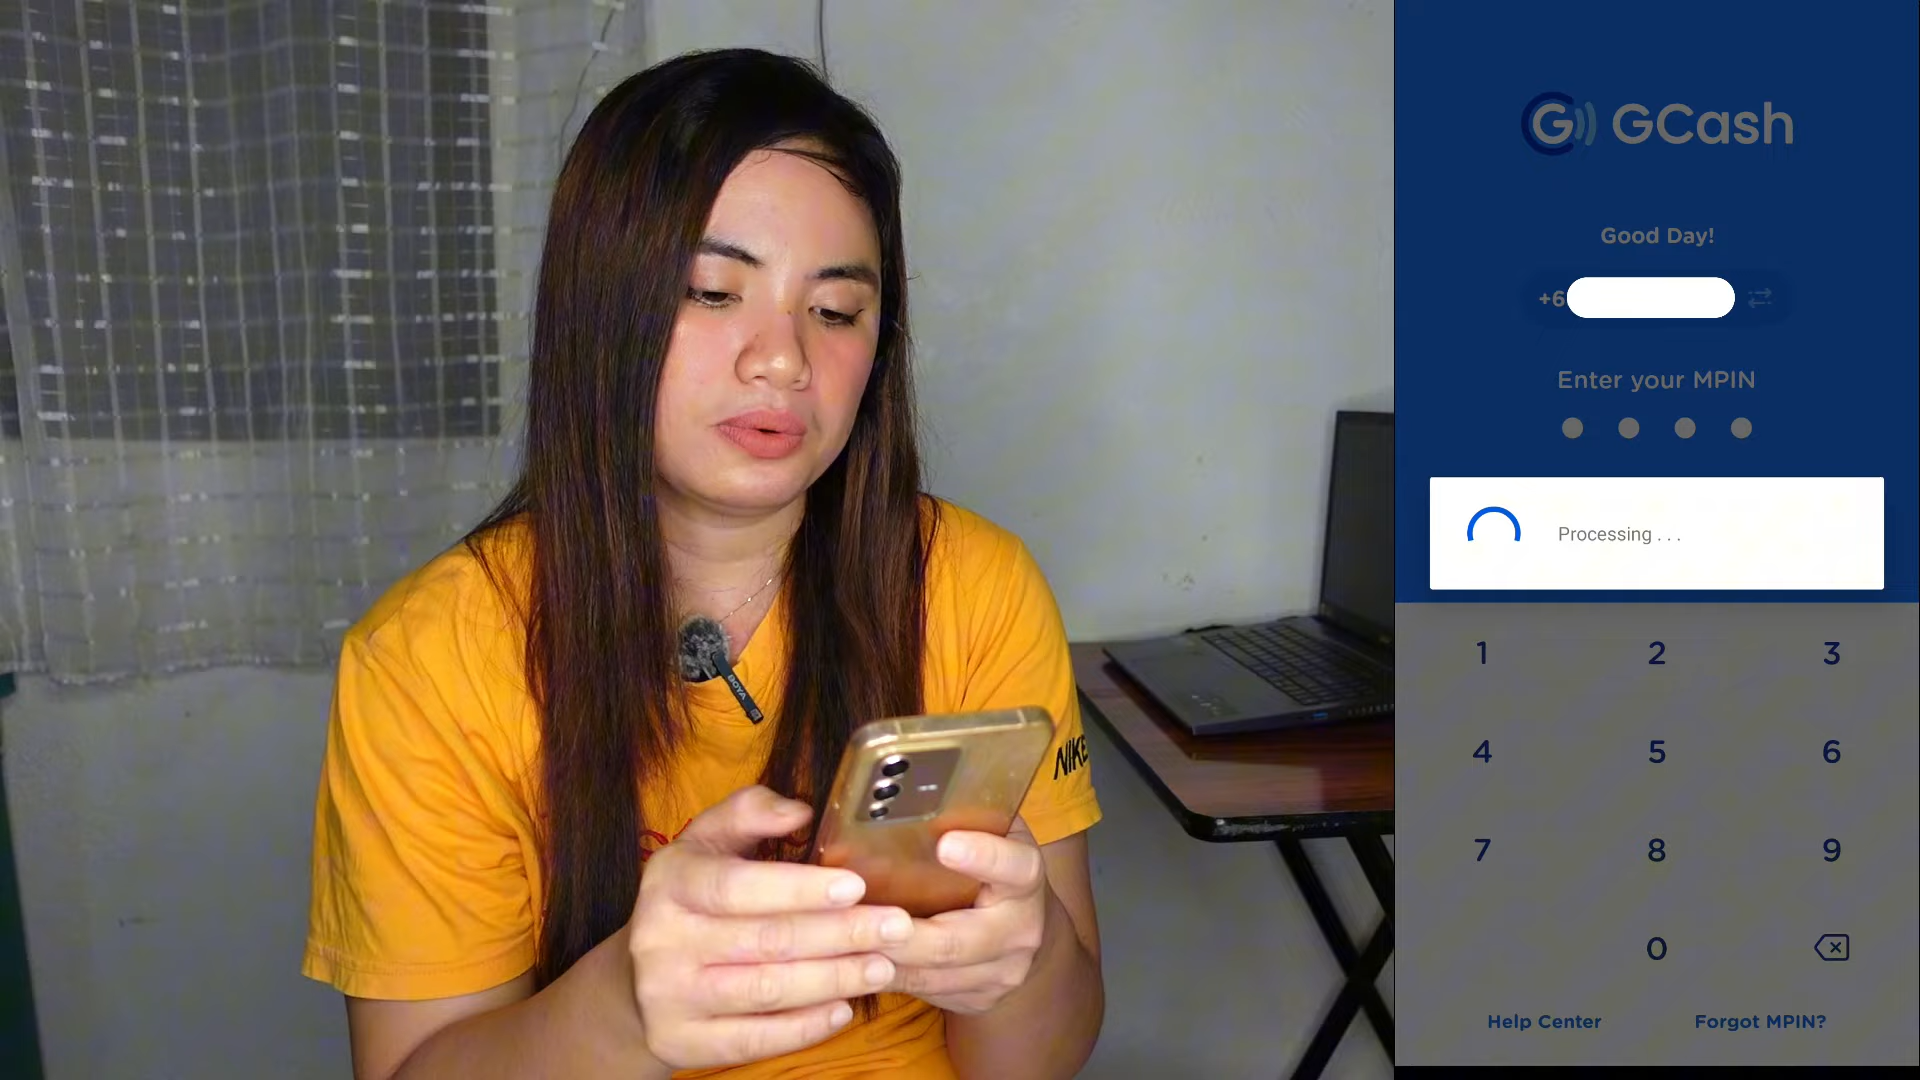 GCash
Good Day!
+6
Enter your MPIN
Processing . . .
1 2 3
4 5 6
7 8 9
0
Help Center Forgot MPIN?
BOYA
NIKE